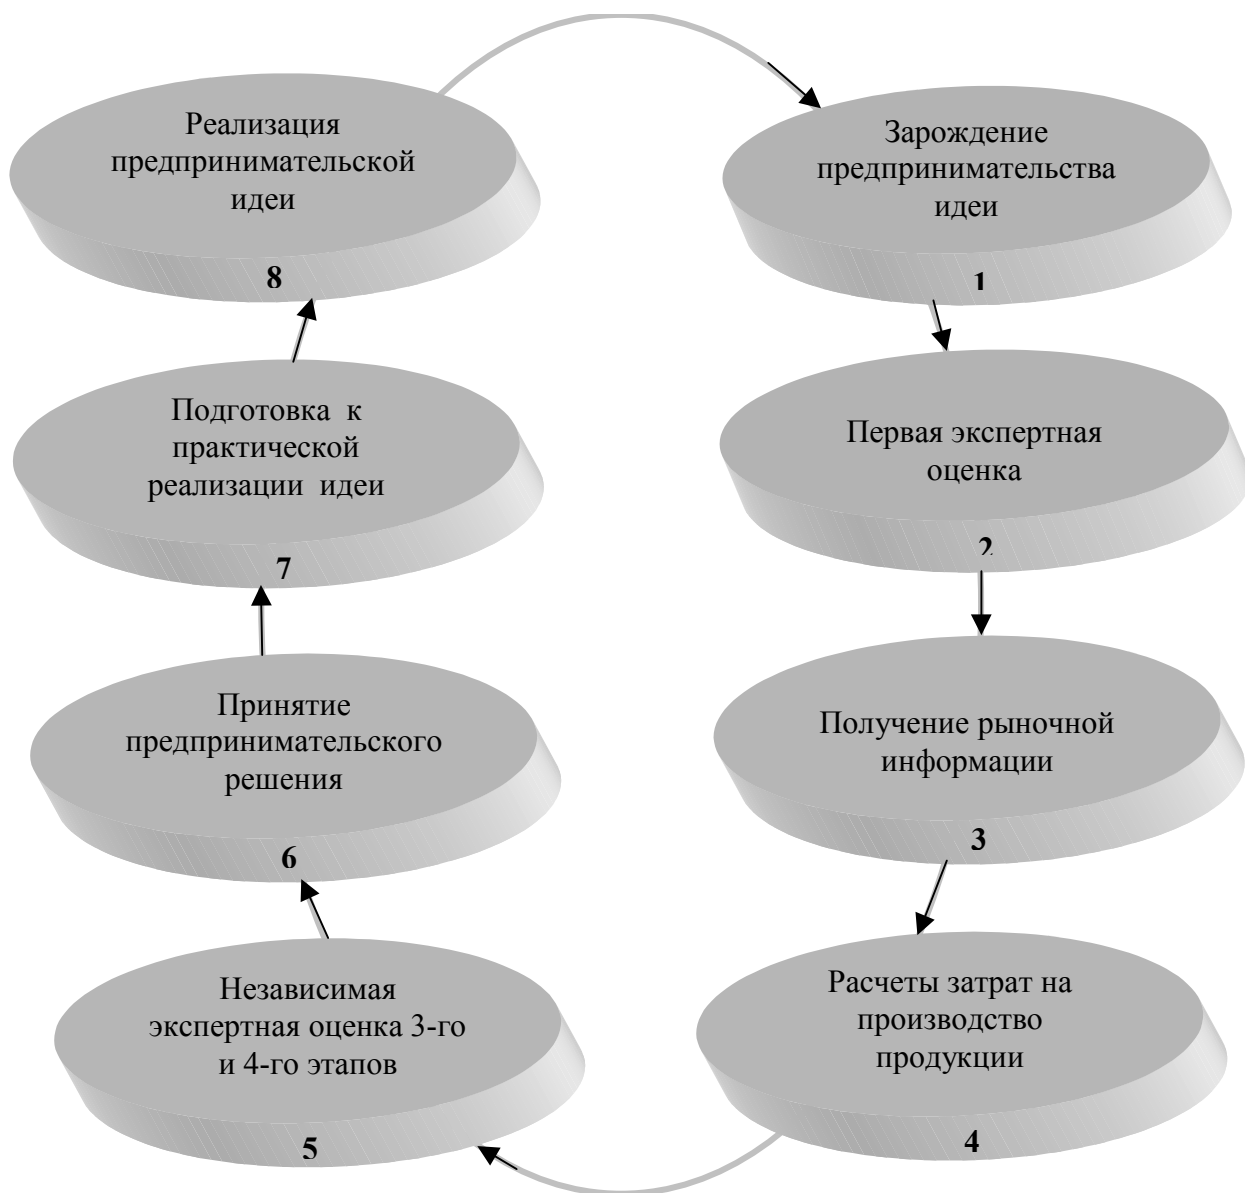 Зарождение
предпринимательства
идеи
1
Первая экспертная
оценка
2
Получение рыночной
информации
3
Расчеты затрат на
производство
продукции
4
Независимая
экспертная оценка 3-го
и 4-го этапов
5
Принятие
предпринимательского
решения
6
Подготовка к
практической
реализации идеи
7
Реализация
предпринимательской
идеи
8